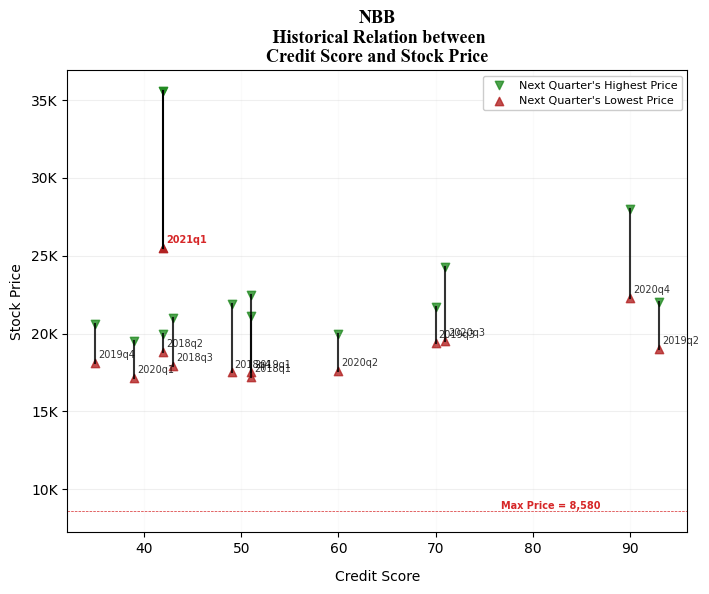 NBB
Historical Relation between
Credit Score and Stock Price
Next Quarter's Highest Price
Next Quarter's Lowest Price
35K
30K
25K
20K
15K
10K
Stock Price
2021q1
2020q4
2020q3
2019q3
2019q2
2018q2
2019q4
2018q3
2020q1
2018q4
2019q1
2018q1
2020q2
Max Price = 8,580
40
50
60
70
80
90
Credit Score